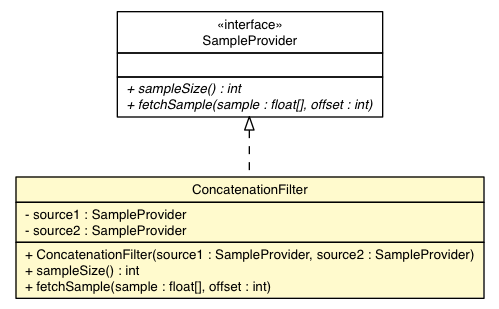 «interface»
SampleProvider
+ sampleSize() : int
+ fetchSample(sample : float[], offset : int)
ConcatenationFilter
- source1 : SampleProvider
- source2 : SampleProvider
+ ConcatenationFilter(source1 : SampleProvider, source2 : SampleProvider)
+ sampleSize() : int
+ fetchSample(sample : float[], offset : int)